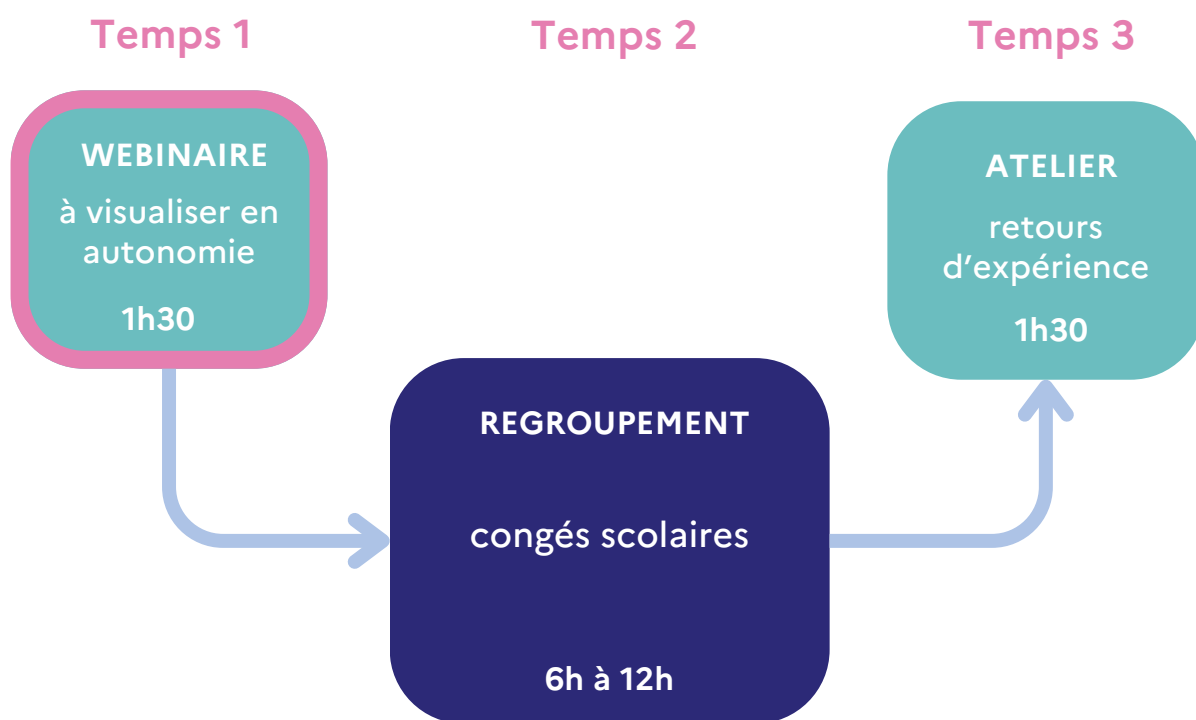 Temps 1
Temps 2
Temps 3
WEBINAIRE
à visualiser en
autonomie
1h30
REGROUPEMENT
congés scolaires
6h à 12h
ATELIER
retours
d’expérience
1h30